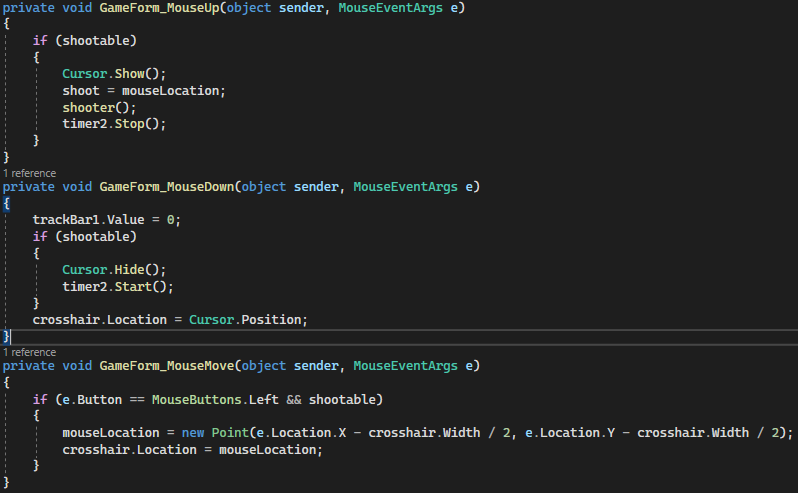 private void GameForm_MouseUp(object sender, MouseEventArgs e)
{
    if (shootable)
    {
        Cursor.Show();
        shoot = mouseLocation;
        shooter();
        timer2.Stop();
    }
}
1 reference
private void GameForm_MouseDown(object sender, MouseEventArgs e)
{
    trackBar1.Value = 0;
    if (shootable)
    {
        Cursor.Hide();
        timer2.Start();
    }
    crosshair.Location = Cursor.Position;
}
1 reference
private void GameForm_MouseMove(object sender, MouseEventArgs e)
{
    if (e.Button == MouseButtons.Left && shootable)
    {
        mouseLocation = new Point(e.Location.X - crosshair.Width / 2, e.Location.Y - crosshair.Width / 2);
        crosshair.Location = mouseLocation;
    }
}